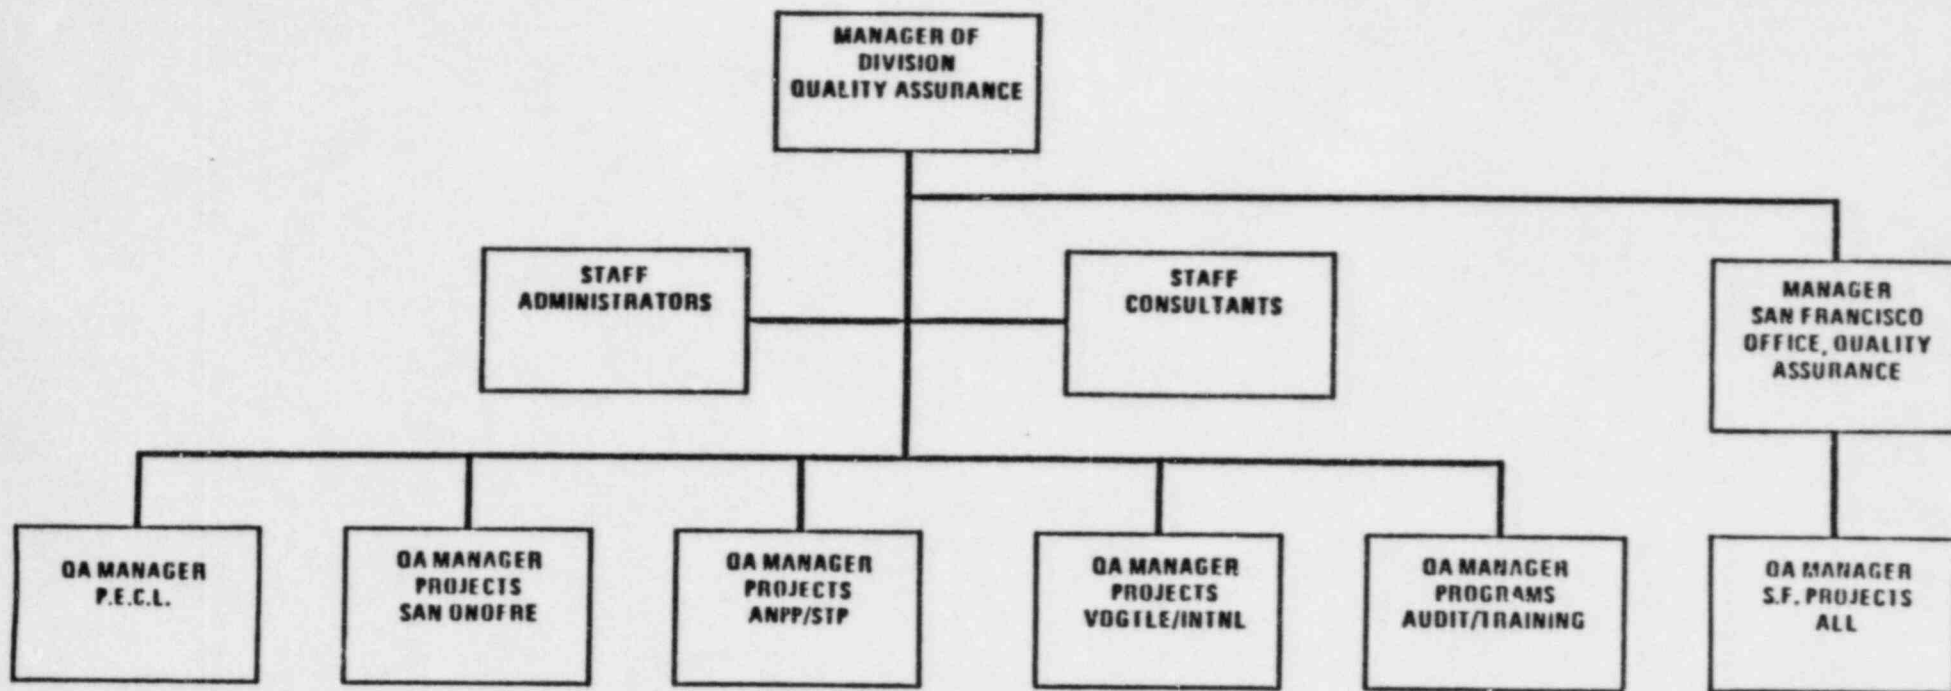 MANAGER OF
DIVISION
QUALITY ASSURANCE
STAFF
ADMINISTRATORS
STAFF
CONSULTANTS
MANAGER
SAN FRANCISCO
OFFICE, QUALITY
ASSURANCE
QA MANAGER
P.E.C.L.
QA MANAGER
PROJECTS
SAN ONOFRE
QA MANAGER
PROJECTS
ANPP/STP
QA MANAGER
PROJECTS
VOGTLE/INTNL
QA MANAGER
PROGRAMS
AUDIT/TRAINING
QA MANAGER
S.F. PROJECTS
ALL